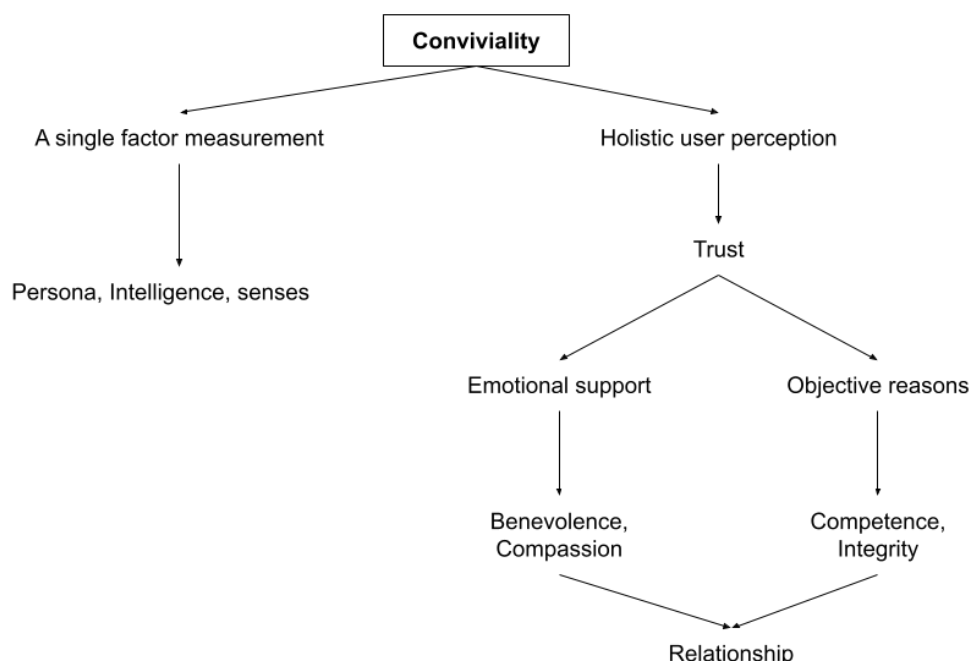 Conviviality
A single factor measurement
Holistic user perception
Trust
Persona, Intelligence, senses
Emotional support
Objective reasons
Benevolence,
Compassion
Competence,
Integrity
Relationship